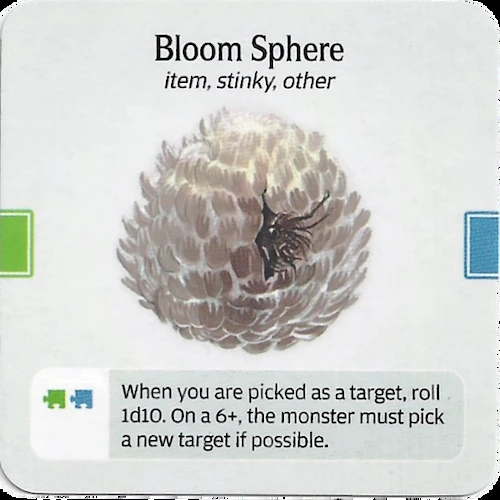 Bloom Sphere
item, stinky, other
When you are picked as a target, roll
1d10. On a 6+, the monster must pick
a new target if possible.